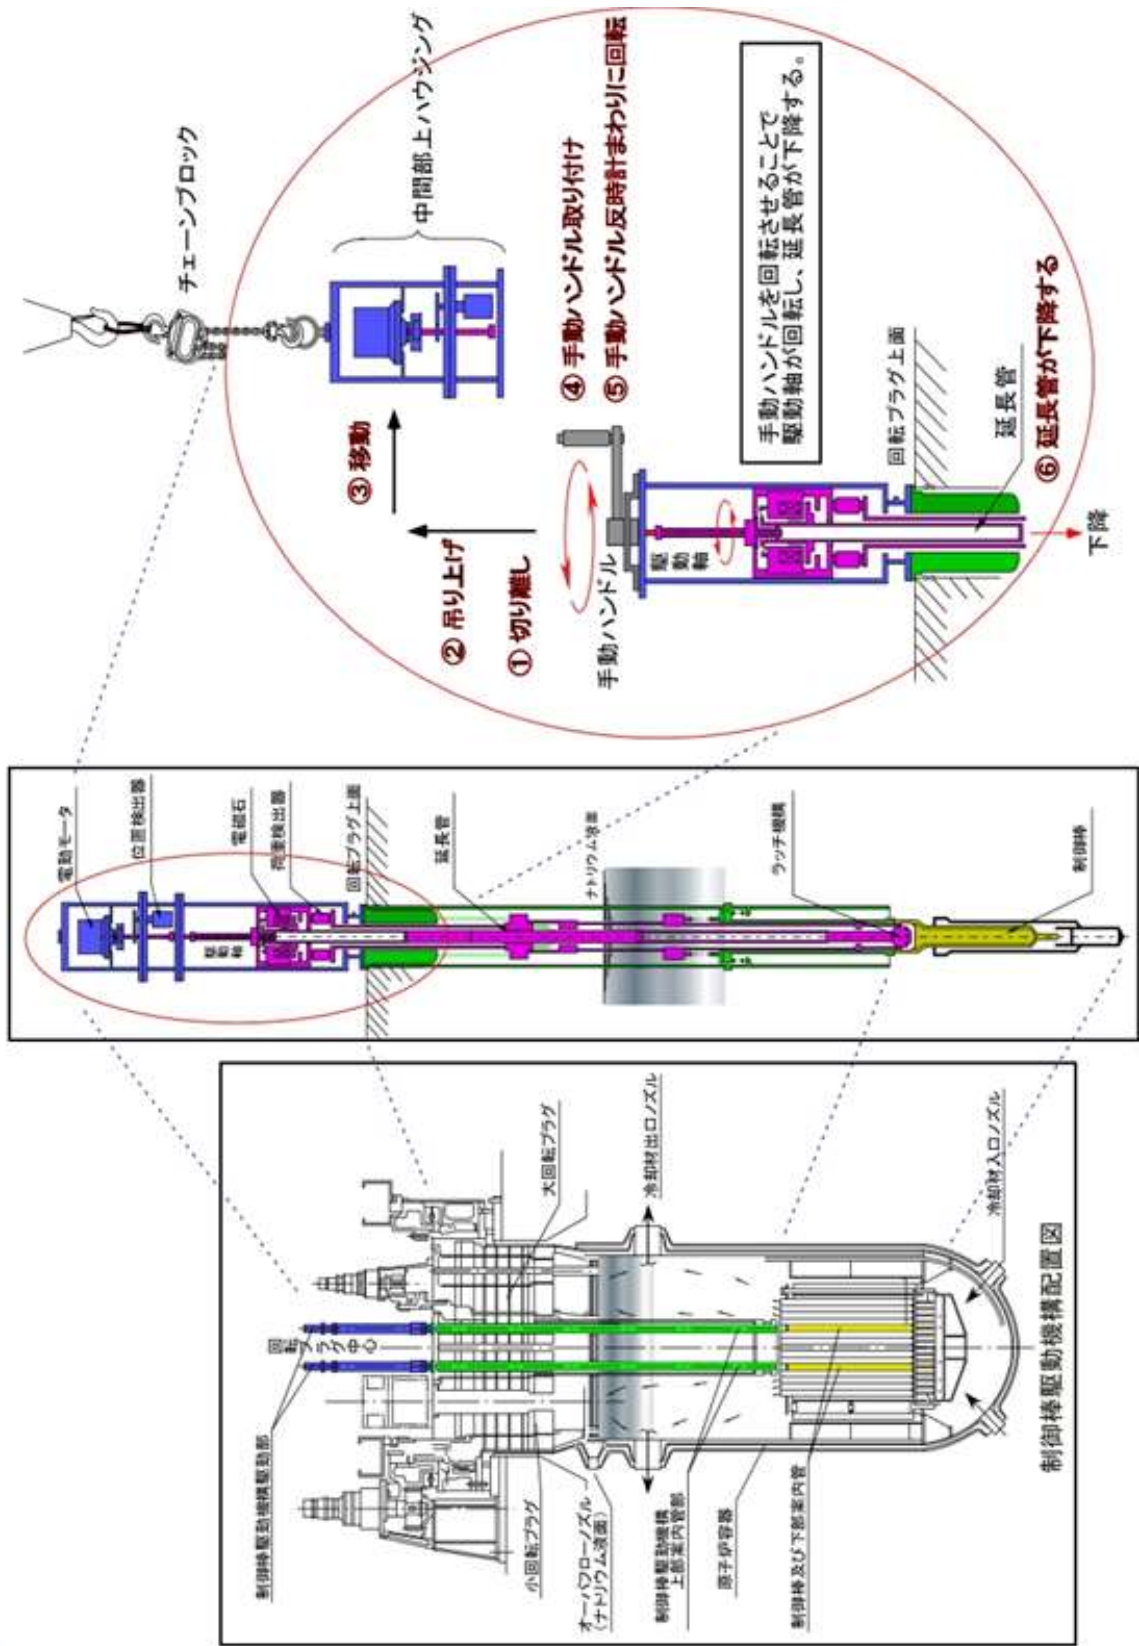 制御棒駆動機構駆動部
回転プラグ中心
大回転プラグ
小回転プラグ
オーバフローノズル
(ナトリウム液面)
冷却材出口ノズル
制御棒駆動機構
上部案内管部
原子炉容器
制御棒及び下部案内管
冷却材入口ノズル
制御棒駆動機構配置図
電動モータ
位置検出器
駆動軸
電磁石
荷重検出器
回転プラグ上面
延長管
ナトリウム液面
ラッチ機構
制御棒
チェーンブロック
中間部上ハウジング
③ 移動
② 吊り上げ
① 切り離し
④ 手動ハンドル取り付け
⑤ 手動ハンドル反時計まわりに回転
手動ハンドル
駆動軸
手動ハンドルを回転させることで
駆動軸が回転し、延長管が下降する。
回転プラグ上面
延長管
⑥ 延長管が下降する
下降